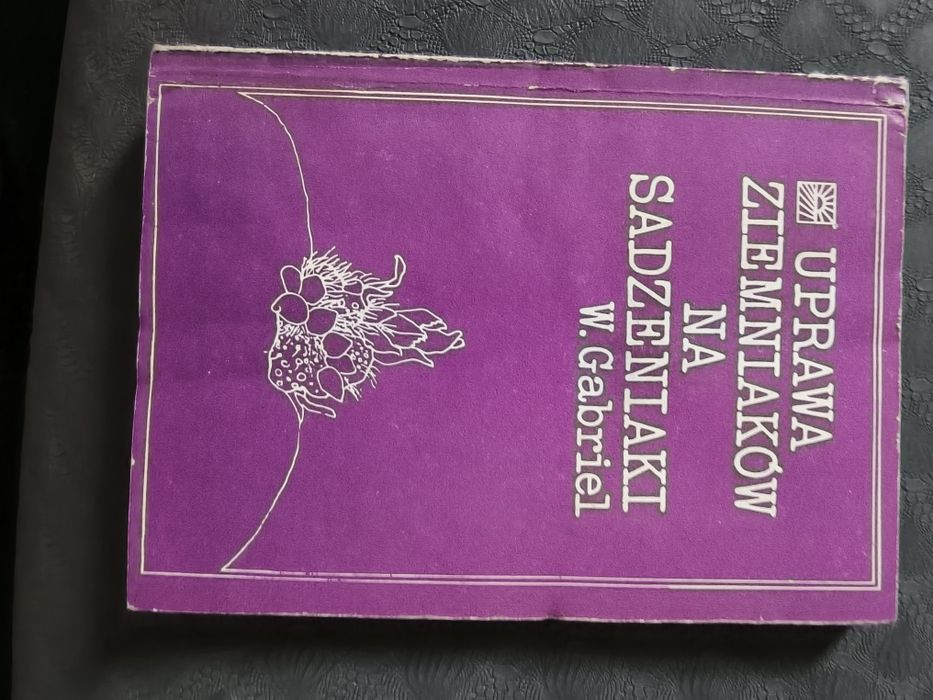 UPRAWA
ZIEMNIAKÓW
NA
SADZENIAKI
W. Gabriel